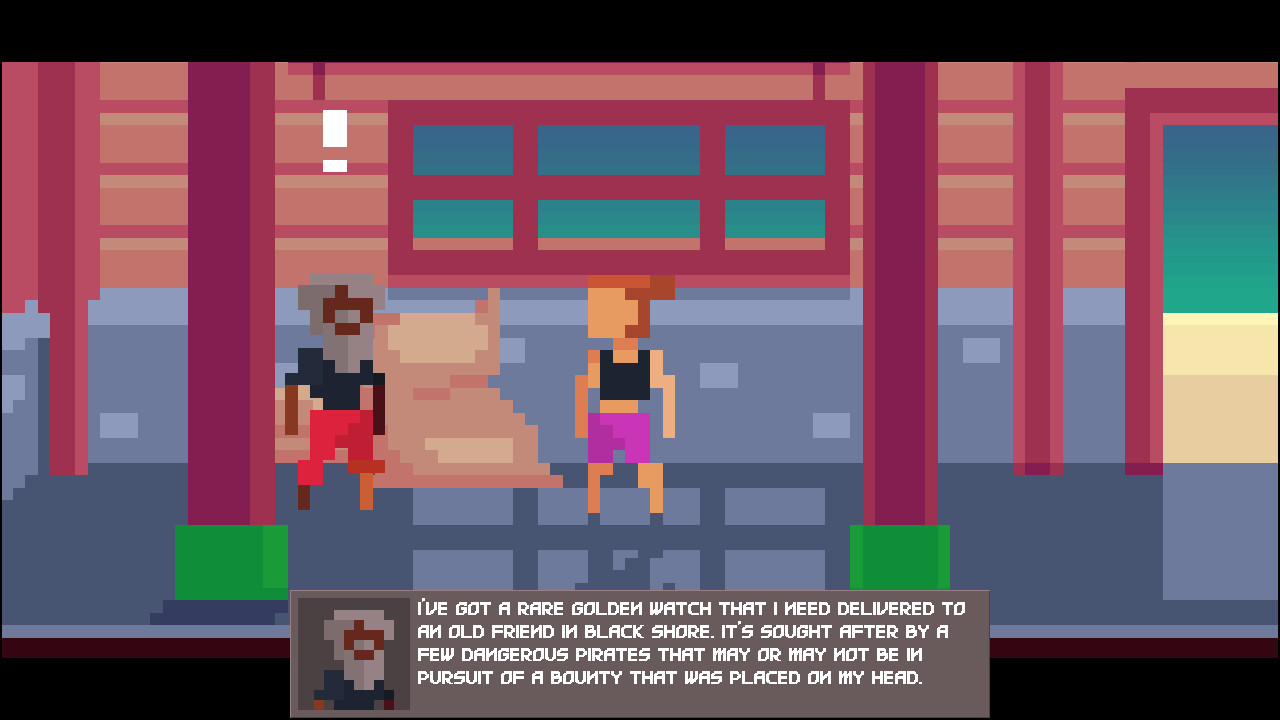 I'VE GOT A RARE GOLDEN WATCH THAT I NEED DELIVERED TO
AN OLD FRIEND IN BLACK SHORE. IT'S SOUGHT AFTER BY A
FEW DANGEROUS PIRATES THAT MAY OR MAY NOT BE IN
PURSUIT OF A BOUNTY THAT WAS PLACED ON MY HEAD.